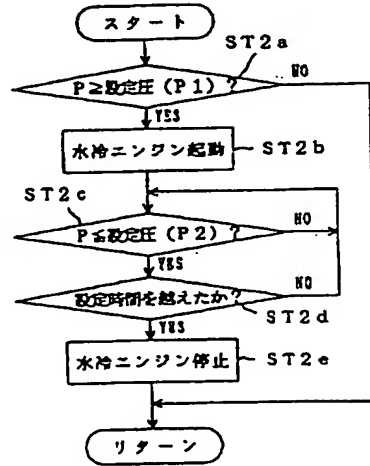 スタート
ST2a
P≧設定圧(P1)?
NO
YES
水冷エンジン起動
ST2b
ST2c
P≦設定圧(P2)?
NO
YES
設定時間を越えたか?
NO
ST2d
YES
水冷エンジン停止
ST2e
リターン